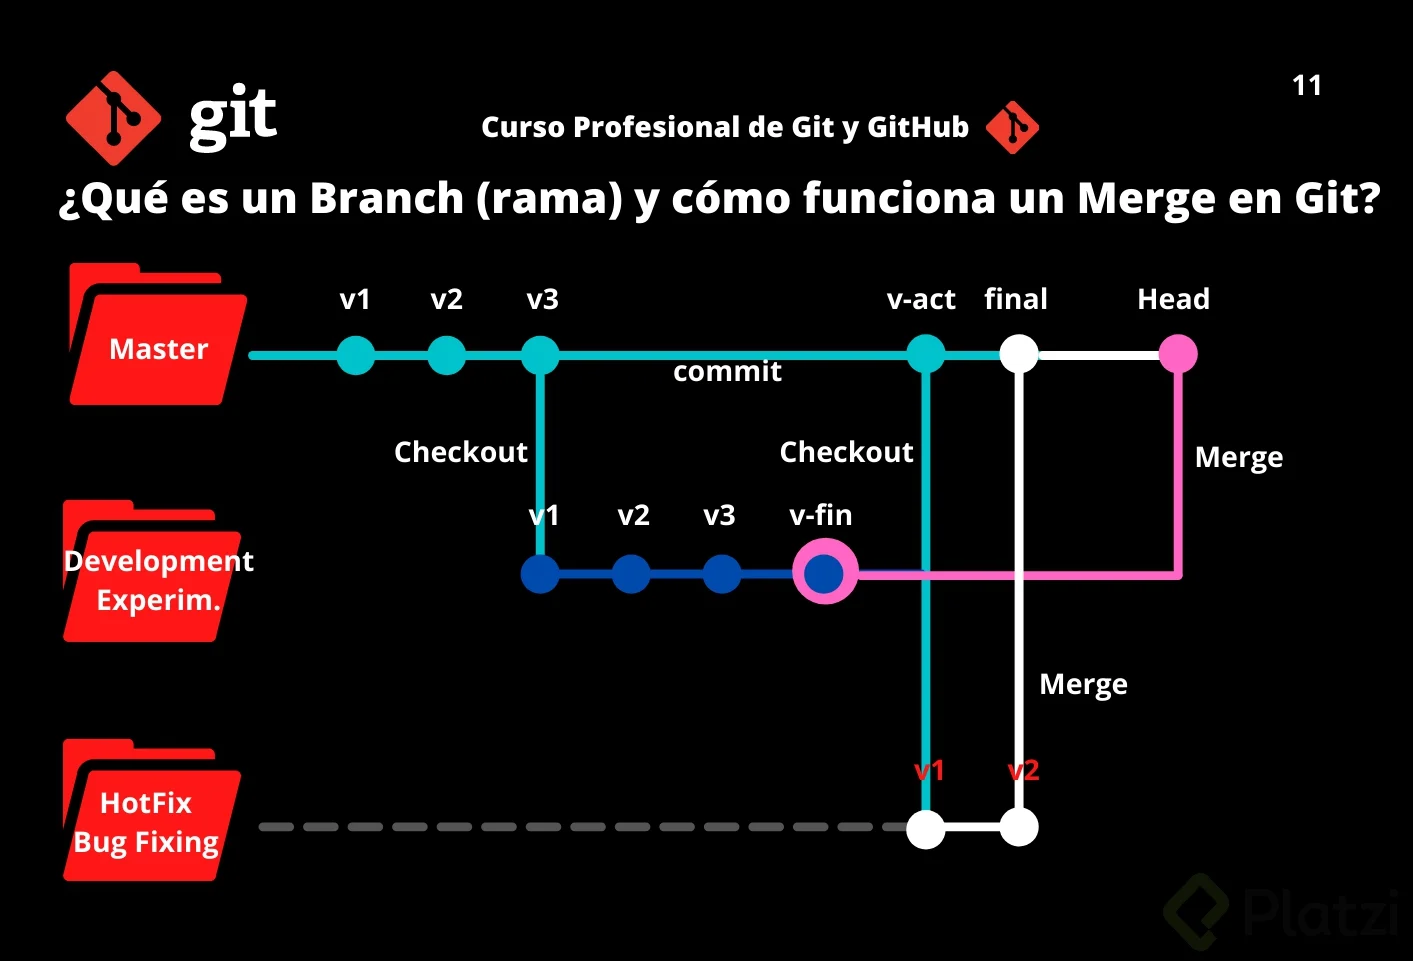 11
git
Curso Profesional de Git y GitHub
¿Qué es un Branch (rama) y cómo funciona un Merge en Git?
v1 v2 v3 v-act final Head
Master
commit
Checkout Checkout Merge
v1 v2 v3 v-fin
Development
Experim.
Merge
v1 v2
HotFix
Bug Fixing
Platzi